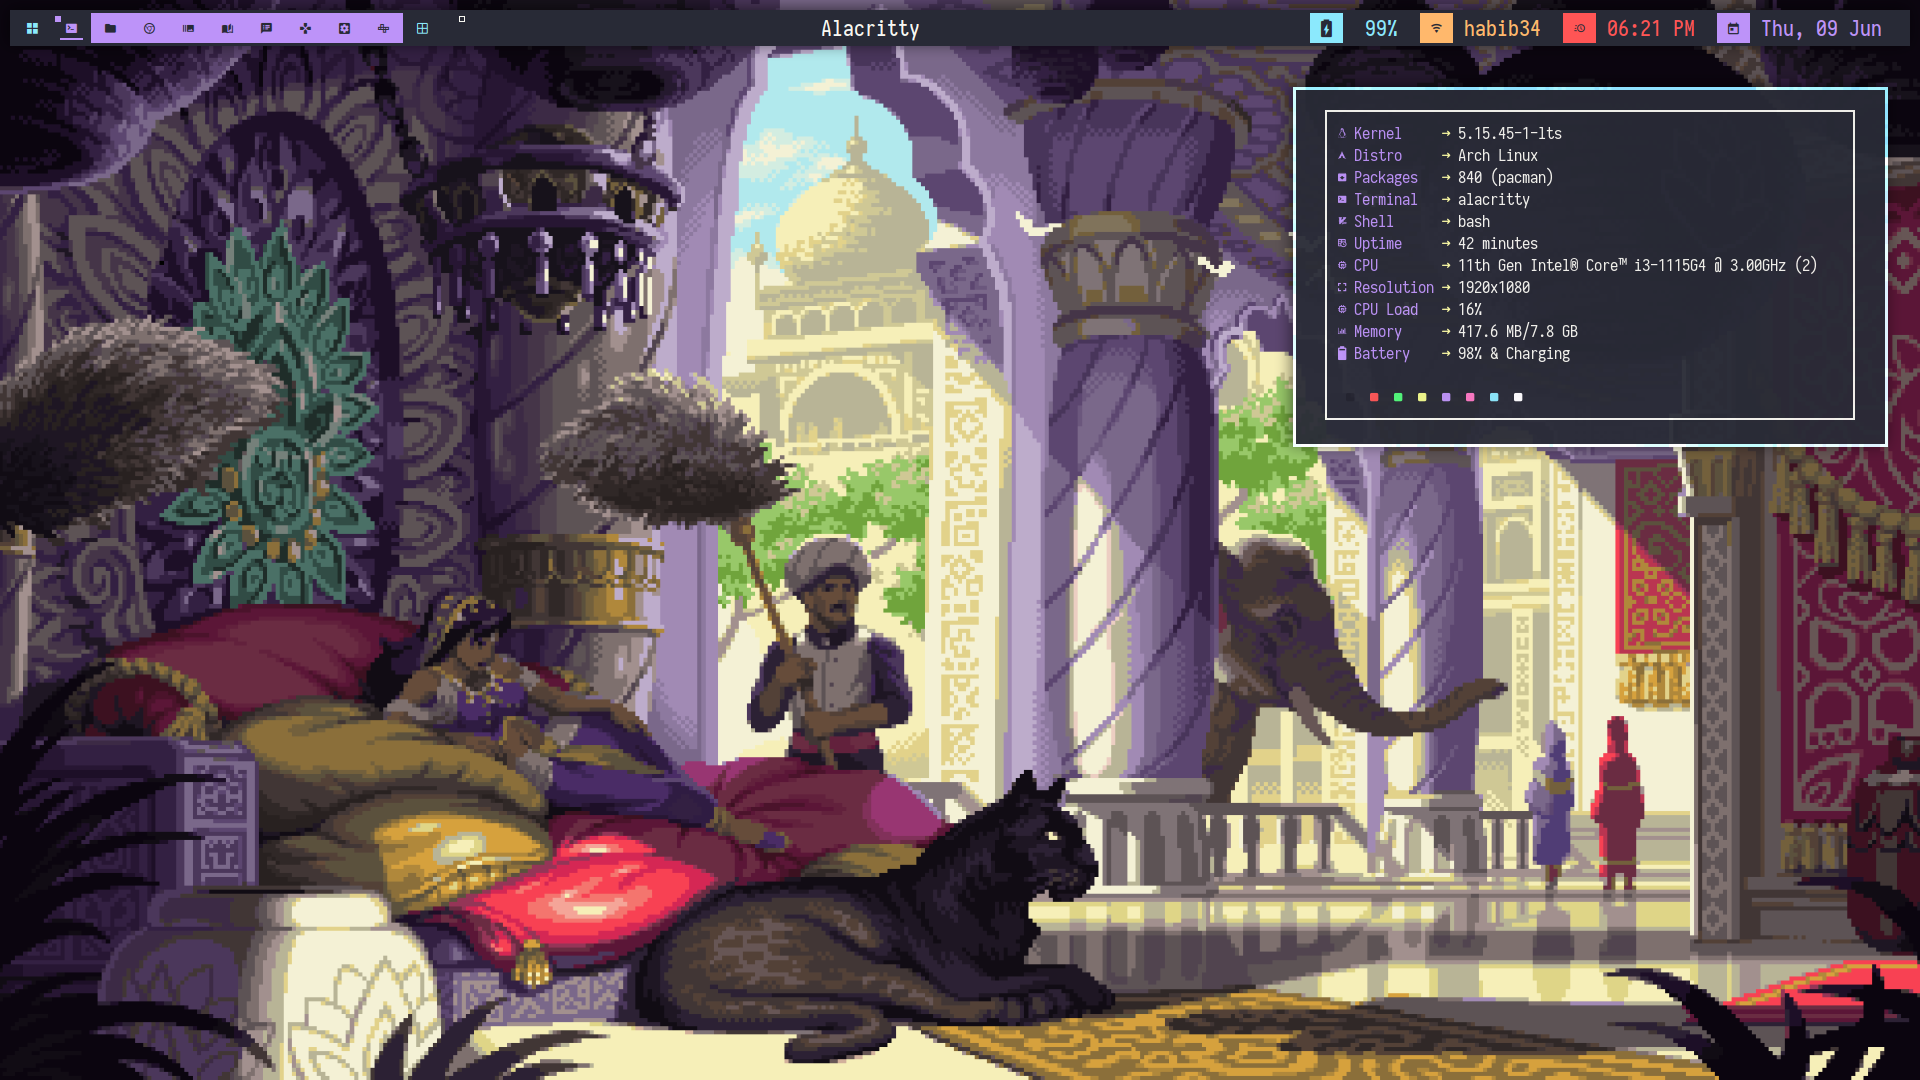 Alacritty
99%
habib34
06:21 PM
Thu, 09 Jun
Kernel → 5.15.45-1-lts
Distro → Arch Linux
Packages → 840 (pacman)
Terminal → alacritty
Shell → bash
Uptime → 42 minutes
CPU → 11th Gen Intel® Core™ i3-1115G4 @ 3.00GHz (2)
Resolution → 1920x1080
CPU Load → 16%
Memory → 417.6 MB/7.8 GB
Battery → 98% & Charging